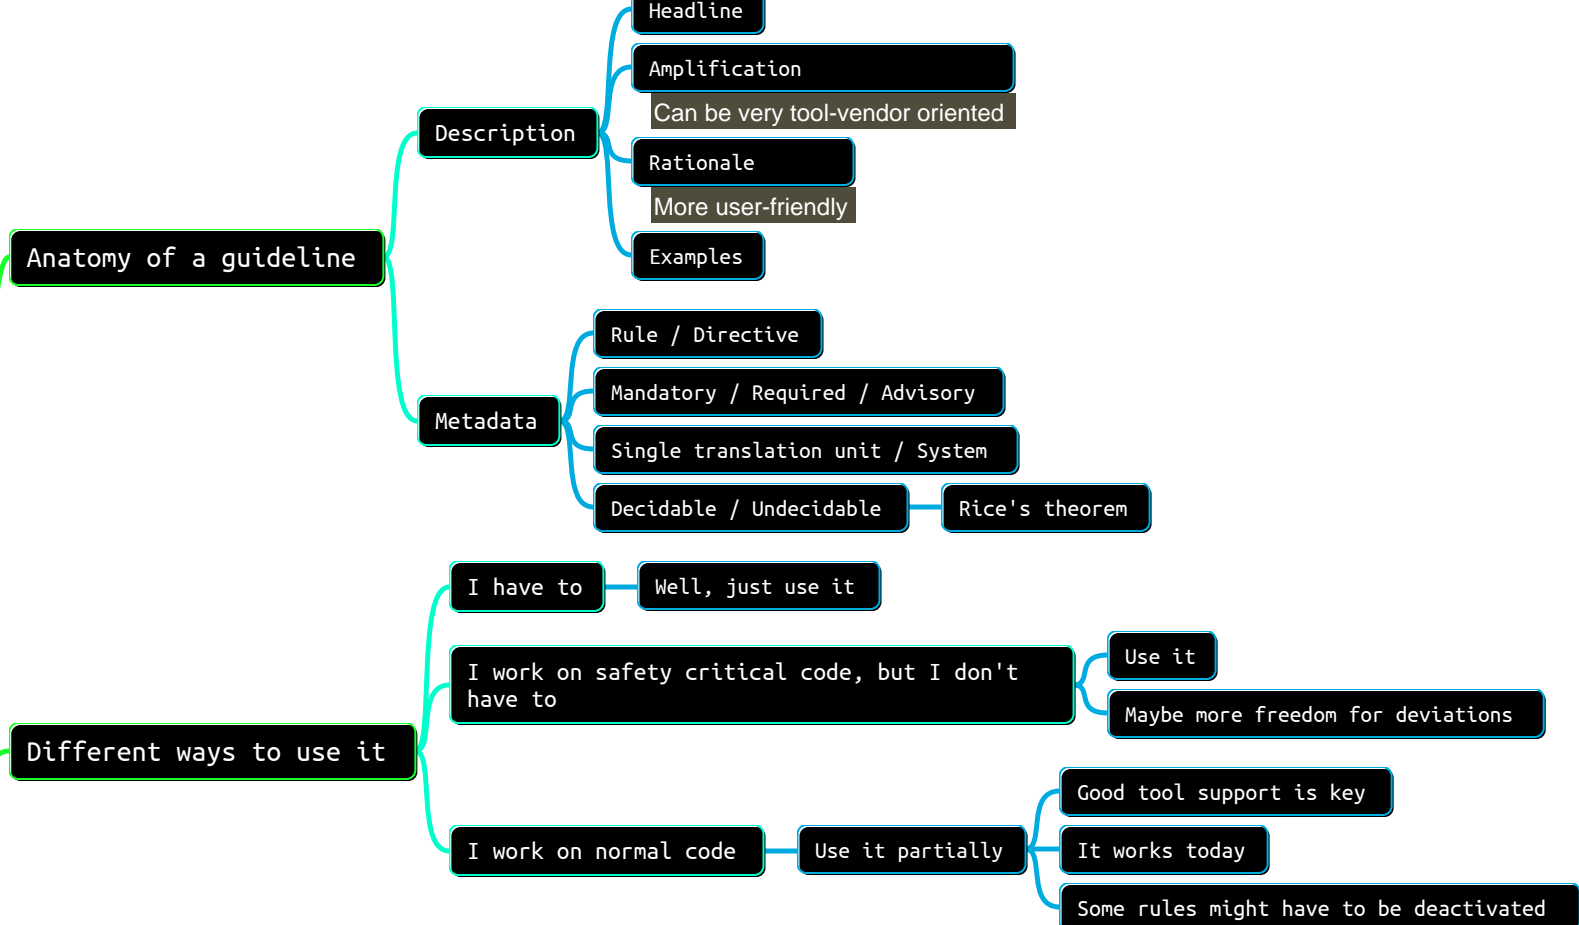 Headline
Amplification
Can be very tool-vendor oriented
Description
Rationale
More user-friendly
Anatomy of a guideline
Examples
Rule / Directive
Mandatory / Required / Advisory
Metadata
Single translation unit / System
Decidable / Undecidable
Rice's theorem
I have to
Well, just use it
I work on safety critical code, but I don't
have to
Use it
Maybe more freedom for deviations
Different ways to use it
I work on normal code
Use it partially
Good tool support is key
It works today
Some rules might have to be deactivated